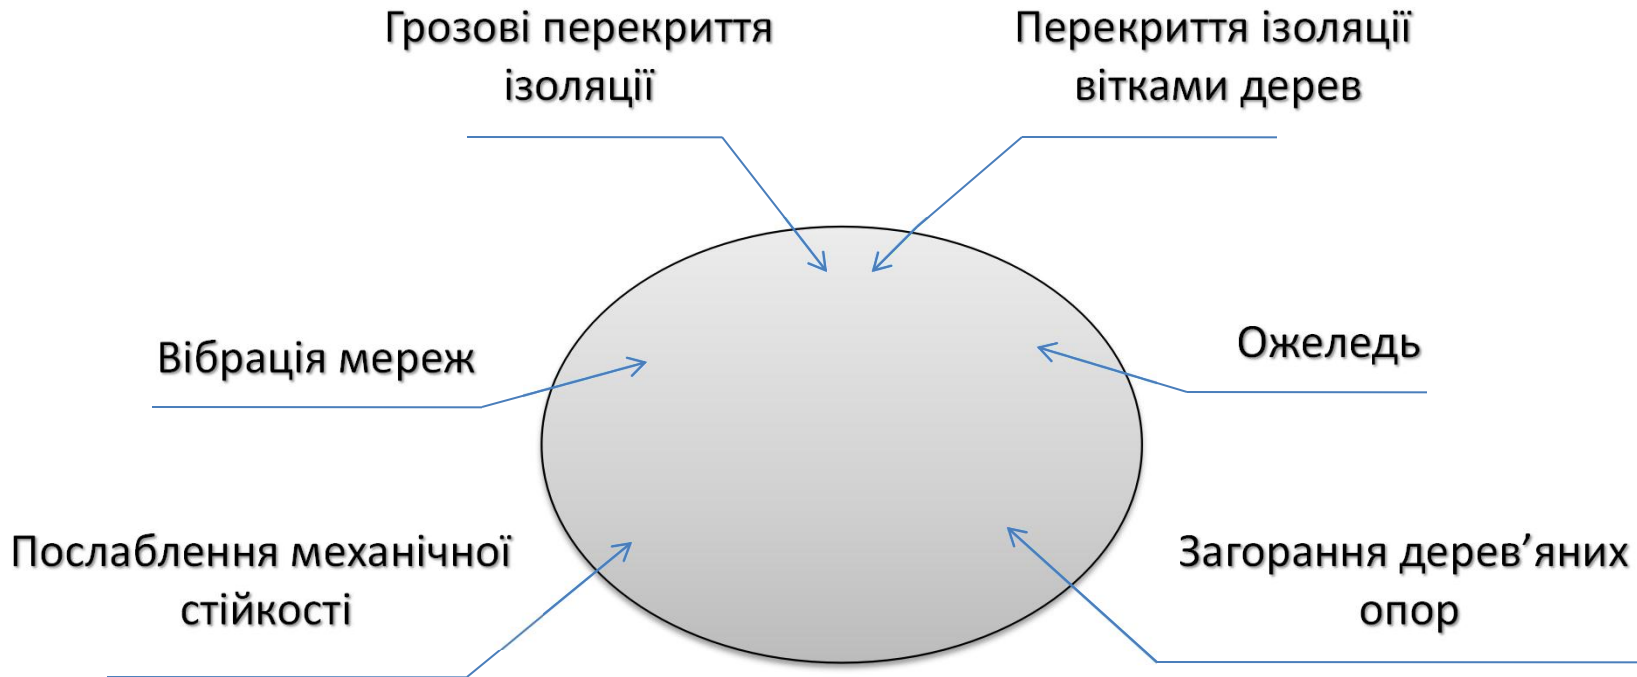 Грозові перекриття
ізоляції
Перекриття ізоляції
вітками дерев
Вібрація мереж
Ожеледь
Послаблення механічної
стійкості
Загорання дерев’яних
опор